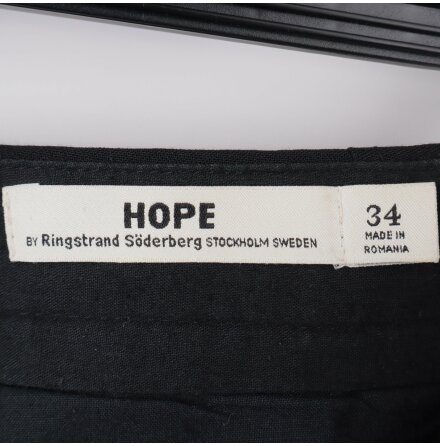 HOPE
BY Ringstrand Söderberg STOCKHOLM SWEDEN
34
MADE IN
ROMANIA